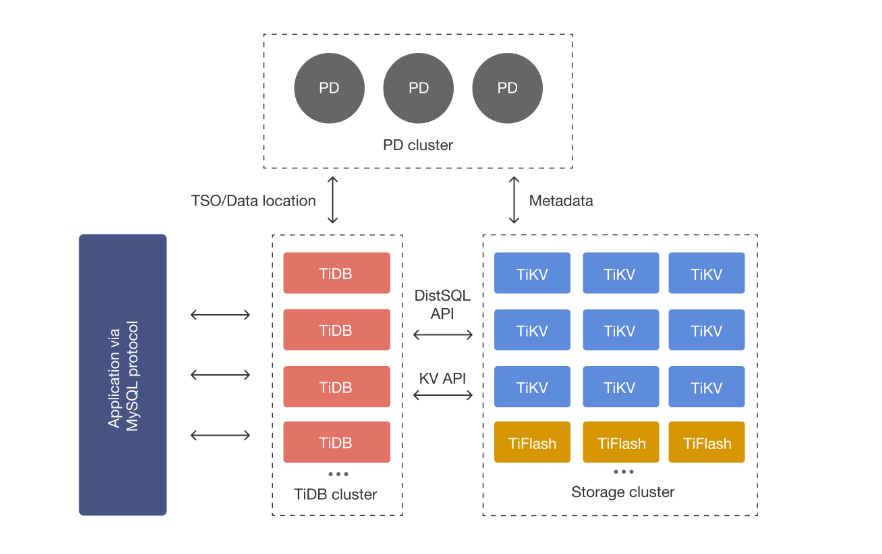 PD PD PD
PD cluster
TSO/Data location
Metadata
Application via
MySQL protocol
TiDB
TiDB
TiDB
TiDB
•••
TiDB cluster
DistSQL
API
KV API
TiKV TiKV TiKV
TiKV TiKV TiKV
TiKV TiKV TiKV
TiFlash TiFlash TiFlash
•••
Storage cluster